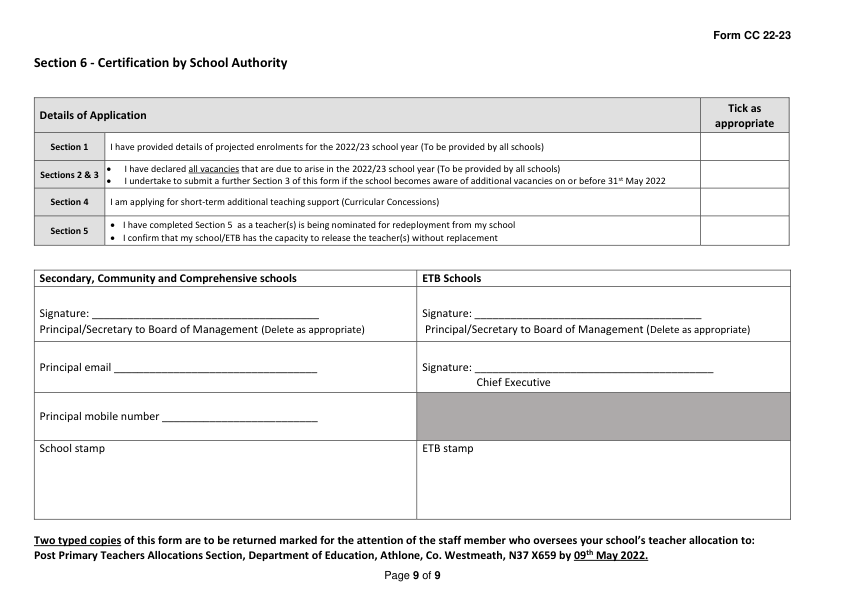 Form CC 22-23
Section 6 - Certification by School Authority
Details of Application
Tick as
appropriate
Section 1
I have provided details of projected enrolments for the 2022/23 school year (To be provided by all schools)
Sections 2 & 3
• I have declared all vacancies that are due to arise in the 2022/23 school year (To be provided by all schools)
• I undertake to submit a further Section 3 of this form if the school becomes aware of additional vacancies on or before 31st May 2022
Section 4
I am applying for short-term additional teaching support (Curricular Concessions)
Section 5
• I have completed Section 5 as a teacher(s) is being nominated for redeployment from my school
• I confirm that my school/ETB has the capacity to release the teacher(s) without replacement
Secondary, Community and Comprehensive schools
ETB Schools
Signature: ______________________________________
Principal/Secretary to Board of Management (Delete as appropriate)
Signature: ______________________________________
Principal/Secretary to Board of Management (Delete as appropriate)
Principal email __________________________________
Signature: ________________________________________
Chief Executive
Principal mobile number __________________________
School stamp
ETB stamp
Two typed copies of this form are to be returned marked for the attention of the staff member who oversees your school's teacher allocation to:
Post Primary Teachers Allocations Section, Department of Education, Athlone, Co. Westmeath, N37 X659 by 09th May 2022.
Page 9 of 9